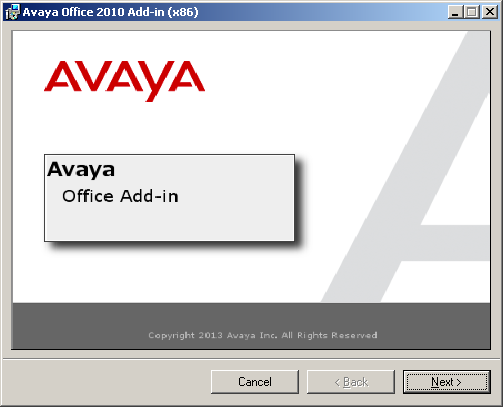 Avaya Office 2010 Add-in (x86)
AVAYA
Avaya
Office Add-in
Copyright 2013 Avaya Inc. All Rights Reserved
Cancel
< Back
Next >